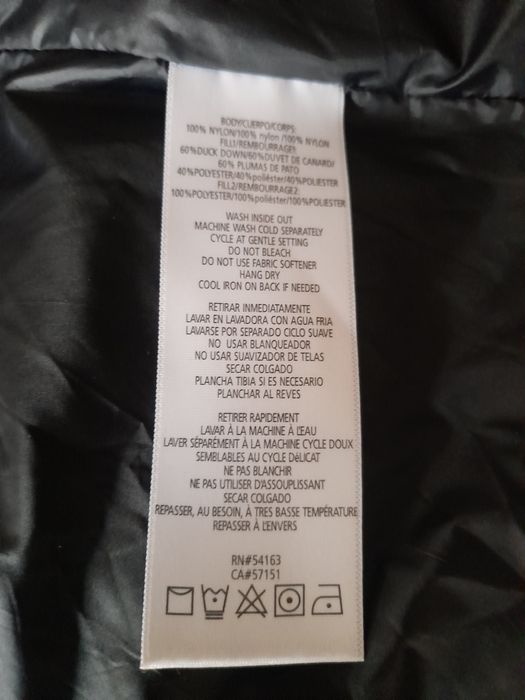 BODY/CUERPO/CORPS:
100% NYLON/100% nylon /100% NYLON
FILL1/REMBOURRAGE1:
60%DUCK DOWN/60%DUVET DE CANARD/
60% PLUMAS DE PATO
40%POLYESTER/40%poliéster/40%POLIESTER
FILL2/REMBOURRAGE2:
100%POLYESTER/100%poliéster/100%POLIESTER
WASH INSIDE OUT
MACHINE WASH COLD SEPARATELY
CYCLE AT GENTLE SETTING
DO NOT BLEACH
DO NOT USE FABRIC SOFTENER
HANG DRY
COOL IRON ON BACK IF NEEDED
RETIRAR INMEDIATAMENTE
LAVAR EN LAVADORA CON AGUA FRIA
LAVARSE POR SEPARADO CICLO SUAVE
NO USAR BLANQUEADOR
NO USAR SUAVIZADOR DE TELAS
SECAR COLGADO
PLANCHA TIBIA SI ES NECESARIO
PLANCHAR AL REVES
RETIRER RAPIDEMENT
LAVAR À LA MACHINE À L'EAU
LAVER SÉPARÉMENT À LA MACHINE CYCLE DOUX
SEMBLABLES AU CYCLE DéLICAT
NE PAS BLANCHIR
NE PAS UTILISER D'ASSOUPLISSANT
SECAR COLGADO
REPASSER, AU BESOIN, À TRES BASSE TEMPÉRATURE
REPASSER À L'ENVERS
RN#54163
CA#57151